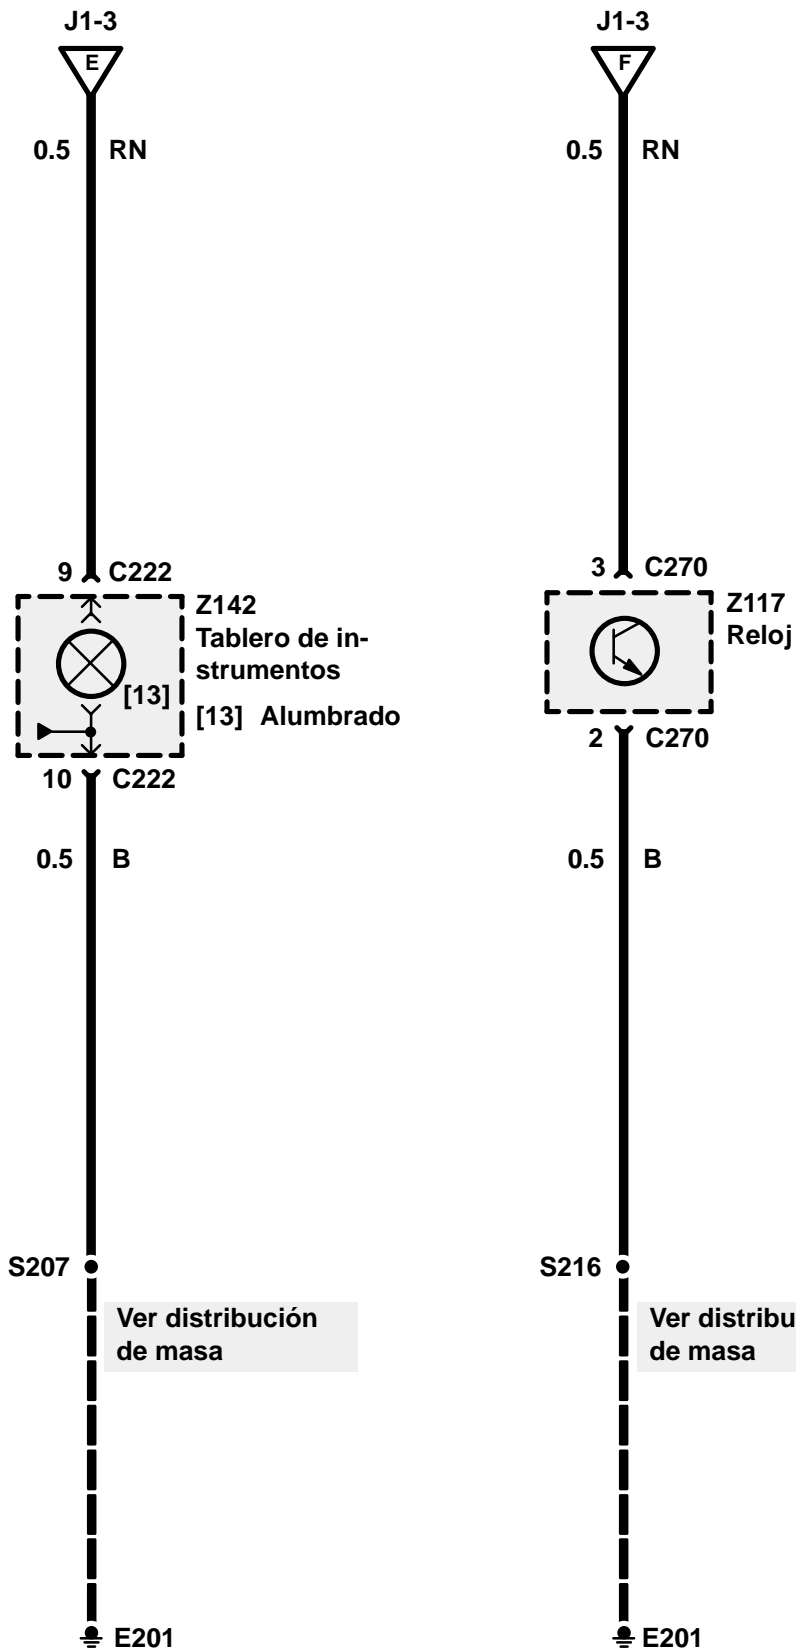 J1-3
E
0.5 RN
9 C222
Z142
Tablero de in-
strumentos
[13]
[13] Alumbrado
10 C222
0.5 B
S207
Ver distribución
de masa
E201
J1-3
F
0.5 RN
3 C270
Z117
Reloj
2 C270
0.5 B
S216
Ver distribu
de masa
E201